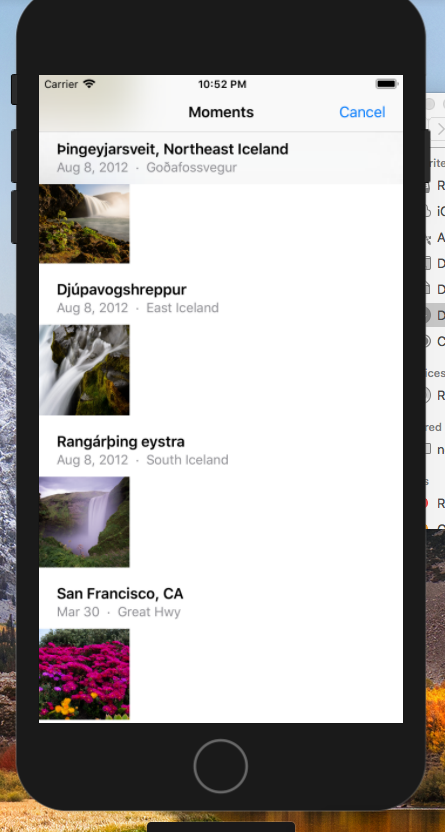 Carrier 10:52 PM
Moments Cancel
Þingeyjarsveit, Northeast Iceland
Aug 8, 2012 · Goðafossvegur
Djúpavogshreppur
Aug 8, 2012 · East Iceland
Rangárþing eystra
Aug 8, 2012 · South Iceland
San Francisco, CA
Mar 30 · Great Hwy